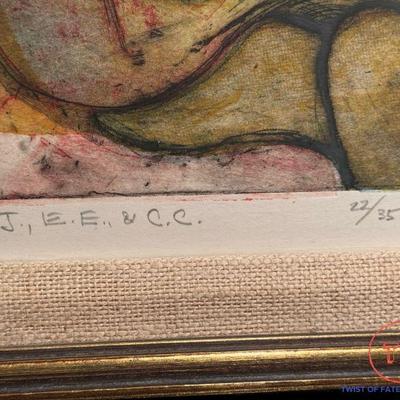 J., E.E., & C.C. 22/35
TWIST OF FATE